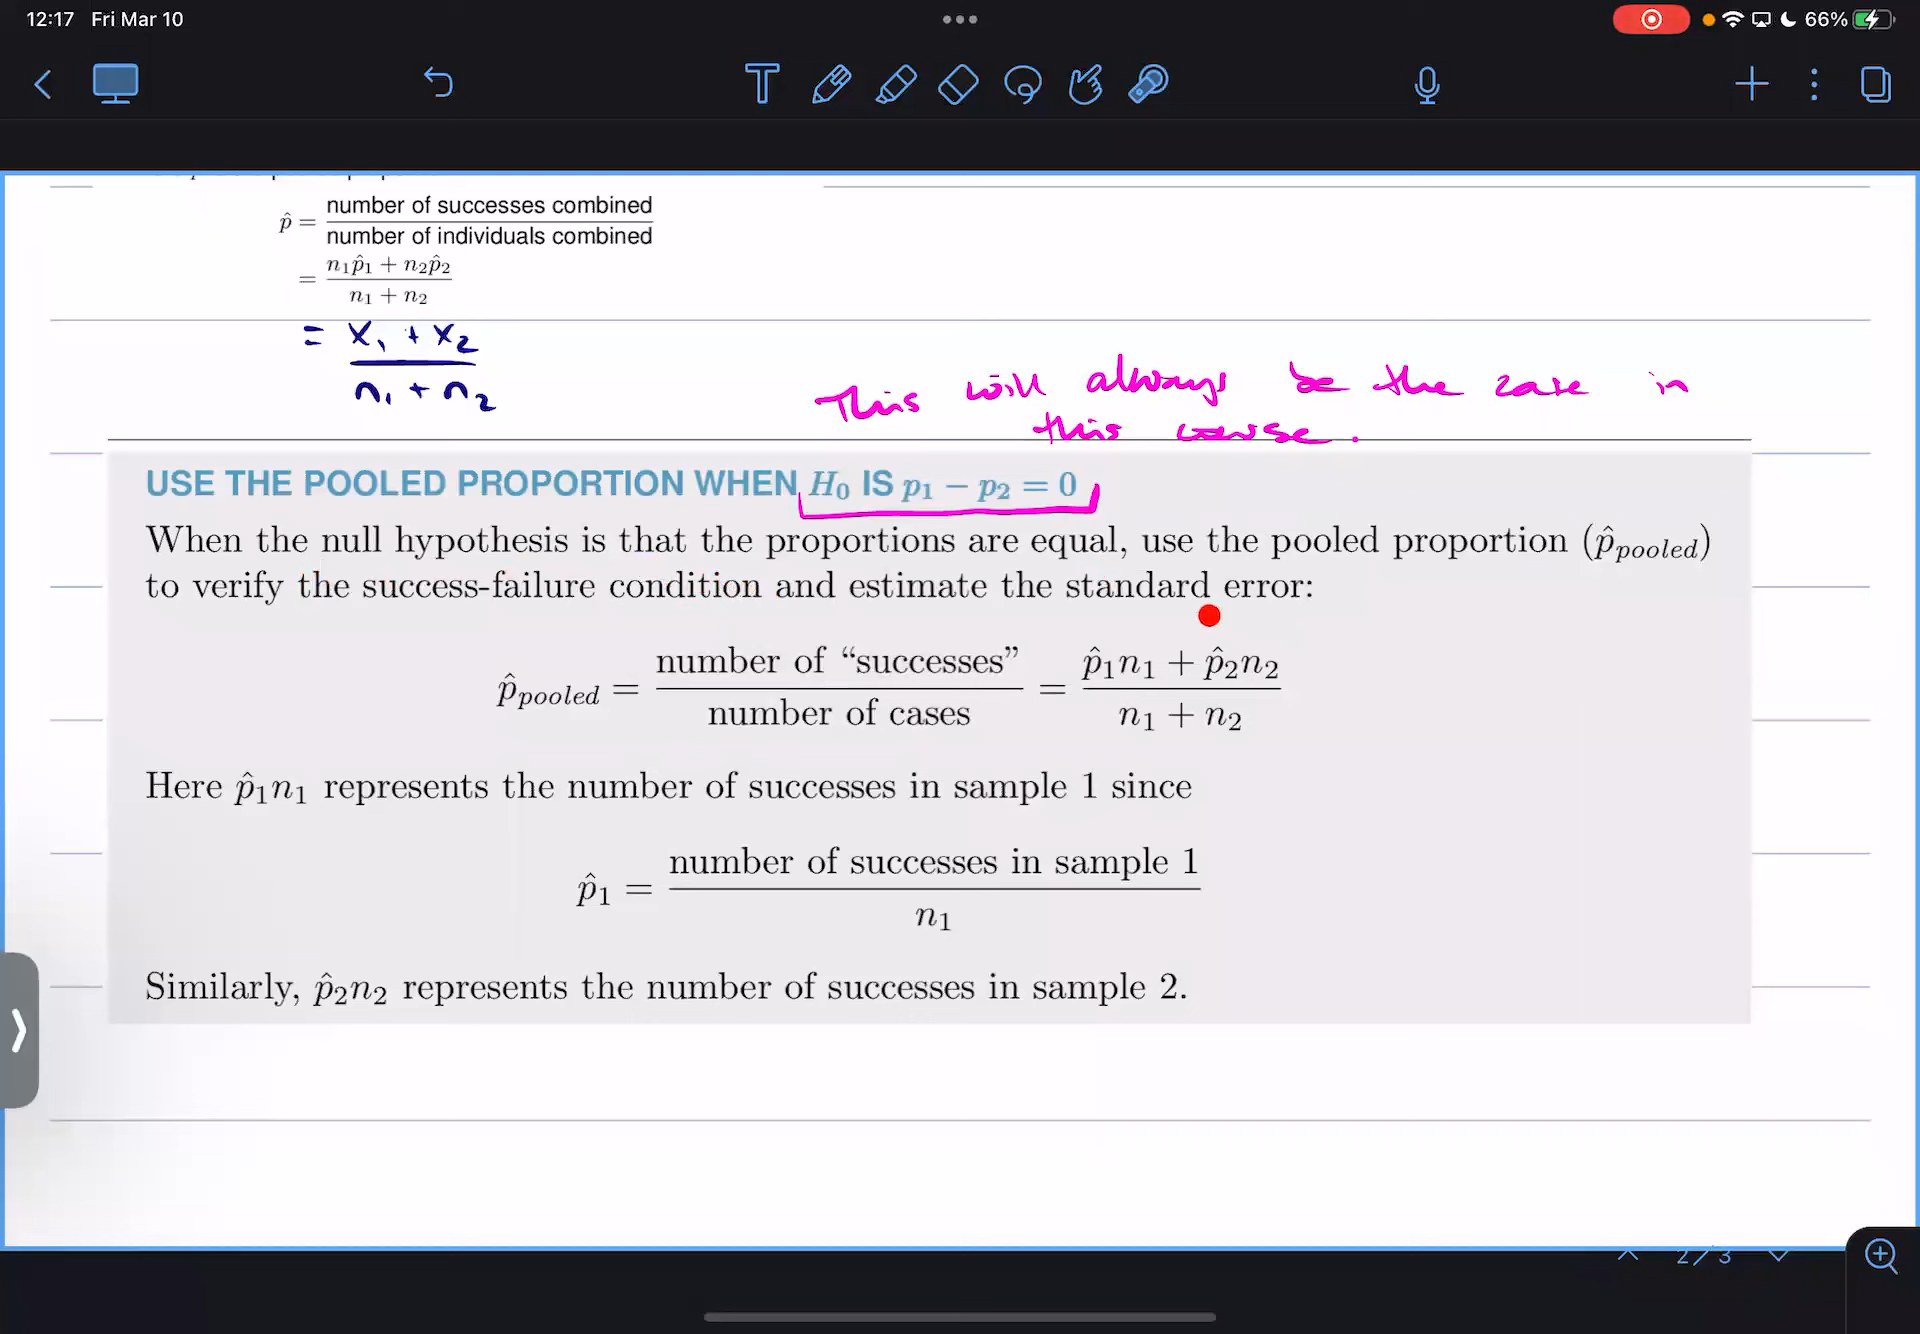 12:17 Fri Mar 10
66%
p̂ = number of successes combined
number of individuals combined
= n₁p̂₁ + n₂p̂₂
n₁ + n₂
= x₁ + x₂
n₁ + n₂
This will always be the case in
this course.
USE THE POOLED PROPORTION WHEN H₀ IS p₁ − p₂ = 0
When the null hypothesis is that the proportions are equal, use the pooled proportion (p̂pooled)
to verify the success-failure condition and estimate the standard error:
p̂pooled = number of “successes” / number of cases = p̂₁n₁ + p̂₂n₂ / n₁ + n₂
Here p̂₁n₁ represents the number of successes in sample 1 since
p̂₁ = number of successes in sample 1 / n₁
Similarly, p̂₂n₂ represents the number of successes in sample 2.
2 / 3